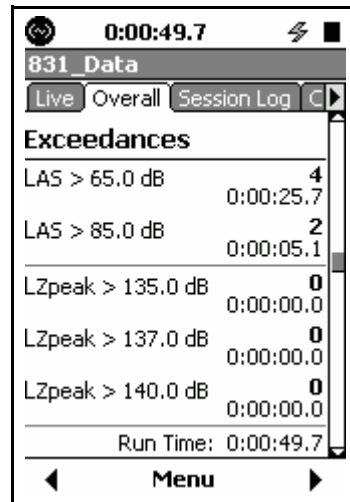 0:00:49.7
831_Data
Live Overall Session Log C
Exceedances
LAS > 65.0 dB 4
0:00:25.7
LAS > 85.0 dB 2
0:00:05.1
LZpeak > 135.0 dB 0
0:00:00.0
LZpeak > 137.0 dB 0
0:00:00.0
LZpeak > 140.0 dB 0
0:00:00.0
Run Time: 0:00:49.7
Menu